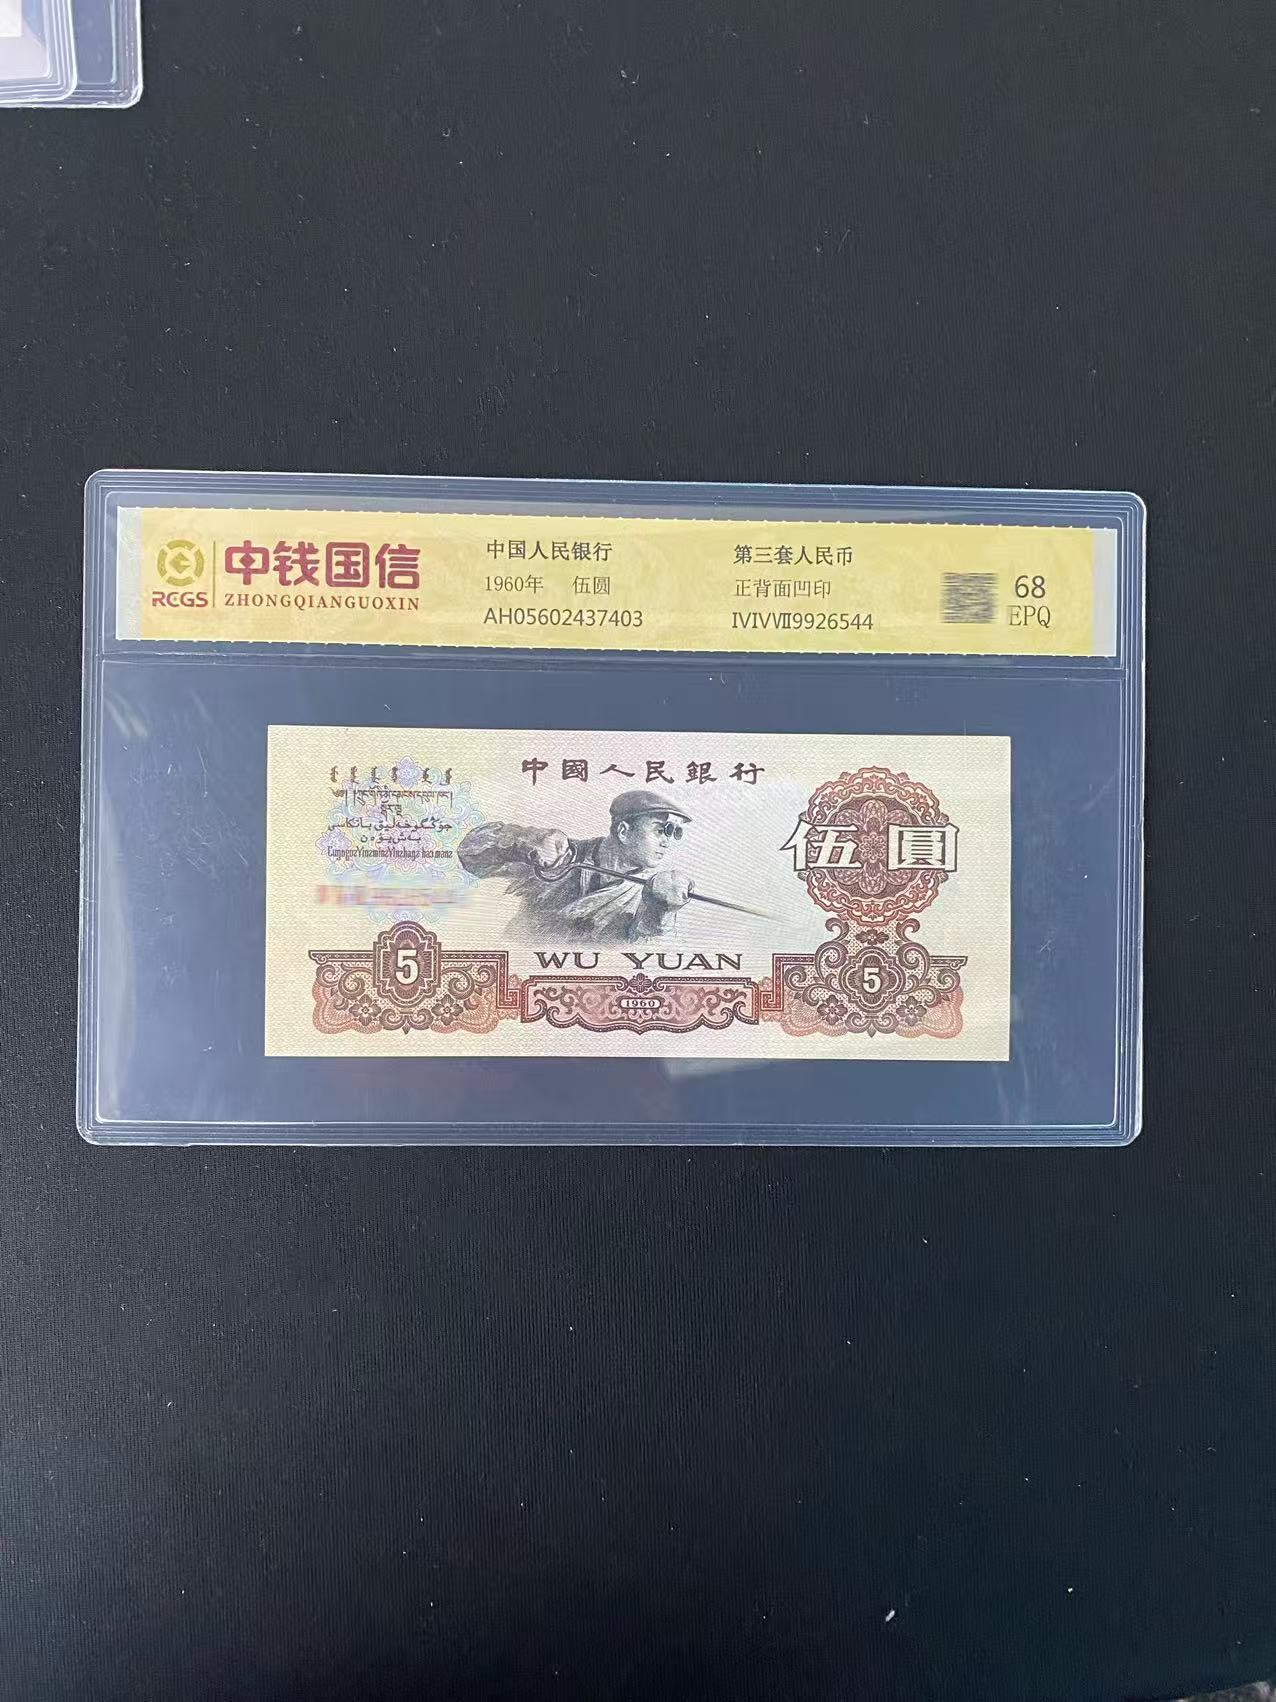 中钱国信
RCGS
ZHONGQIANGUOXIN
中国人民银行
1960年 伍圆
AH05602437403
第三套人民币
正背面凹印
IVIVVII9926544
68
EPQ
中國人民銀行
伍圓
WU YUAN
5
1960
5